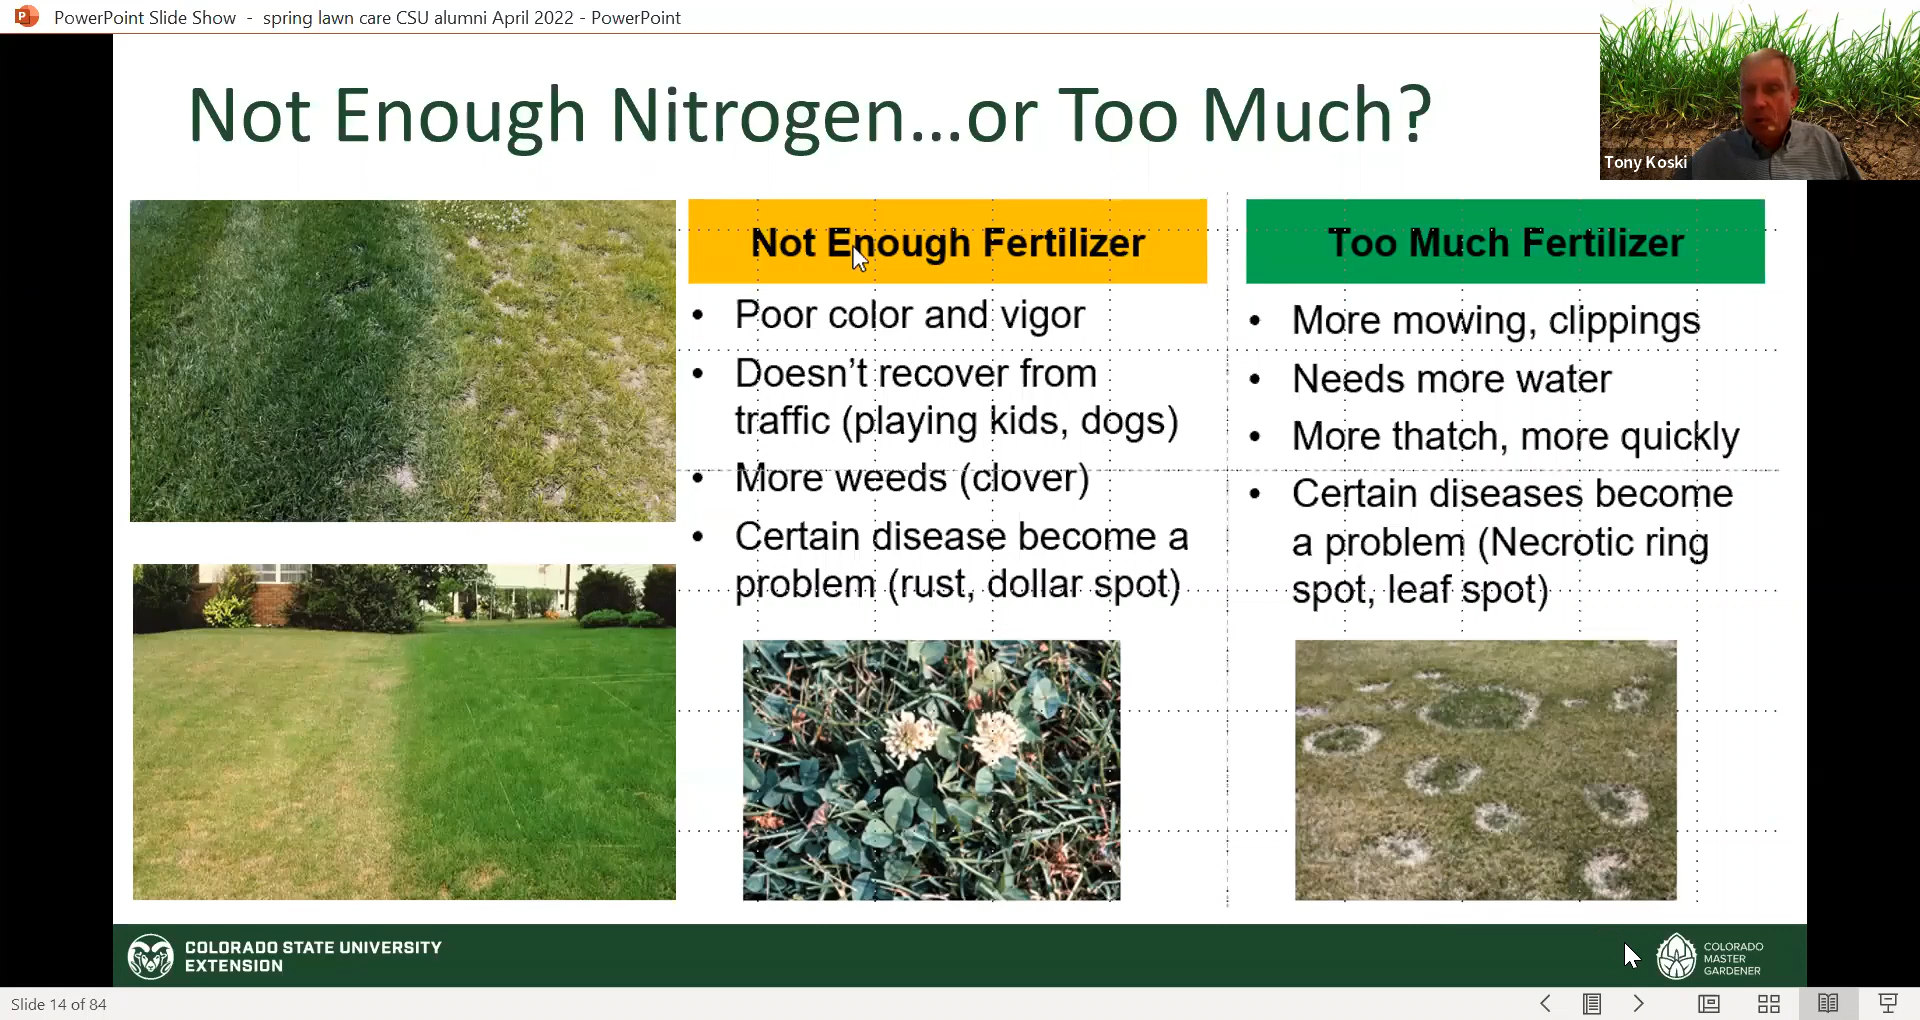 PowerPoint Slide Show  -  spring lawn care CSU alumni April 2022 - PowerPoint
Not Enough Nitrogen…or Too Much?
Tony Koski
Not Enough Fertilizer
• Poor color and vigor
• Doesn’t recover from
traffic (playing kids, dogs)
• More weeds (clover)
• Certain disease become a
problem (rust, dollar spot)
Too Much Fertilizer
• More mowing, clippings
• Needs more water
• More thatch, more quickly
• Certain diseases become
a problem (Necrotic ring
spot, leaf spot)
COLORADO STATE UNIVERSITY
EXTENSION
COLORADO
MASTER
GARDENER
Slide 14 of 84